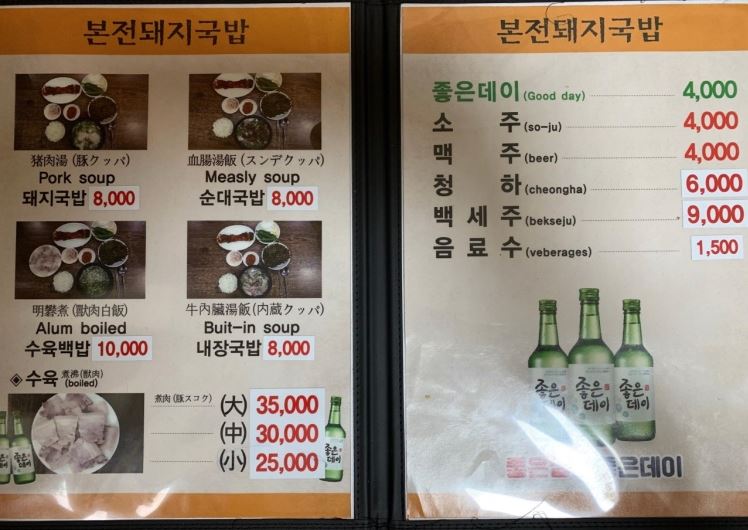 본전돼지국밥
猪肉湯 (豚クッパ)
Pork soup
돼지국밥 8,000
血腸湯飯 (スンデクッパ)
Measly soup
순대국밥 8,000
明礬煮 (獸肉白飯)
Alum boiled
수육백밥 10,000
牛內臟湯飯 (内蔵クッパ)
Buit-in soup
내장국밥 8,000
◈ 수육 煮沸 (獸肉)
(boiled)
煮肉 (豚スユク) (大) 35,000
(中) 30,000
(小) 25,000
본전돼지국밥
좋은데이 (Good day) 4,000
소 주 (so-ju) 4,000
맥 주 (beer) 4,000
청 하 (cheongha) 6,000
백 세 주 (bekseju) 9,000
음 료 수 (veberages) 1,500
좋은데이
좋은데이
좋은데이
좋은데이